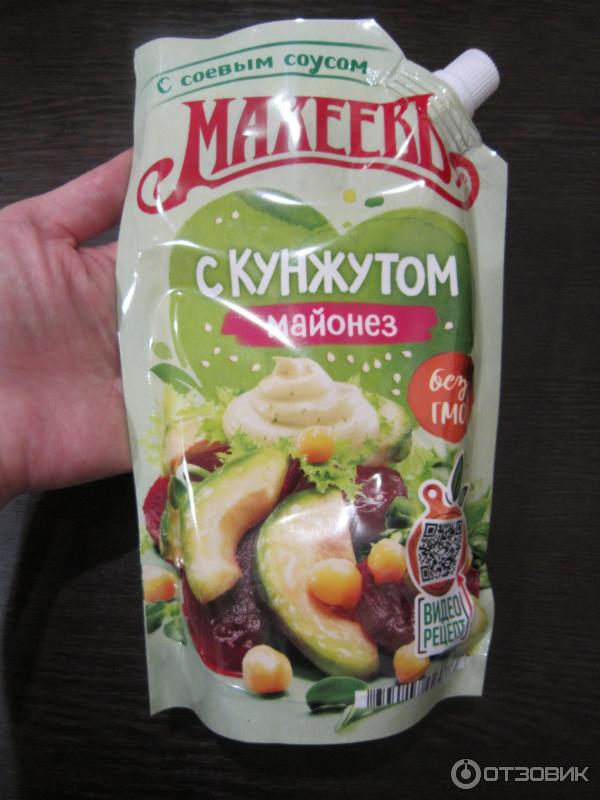 С соевым соусом
МАХЕЕВЪ
С КУНЖУТОМ
майонез
без
ГМО
ВИДЕО
РЕЦЕПТ
ОТЗОВИК